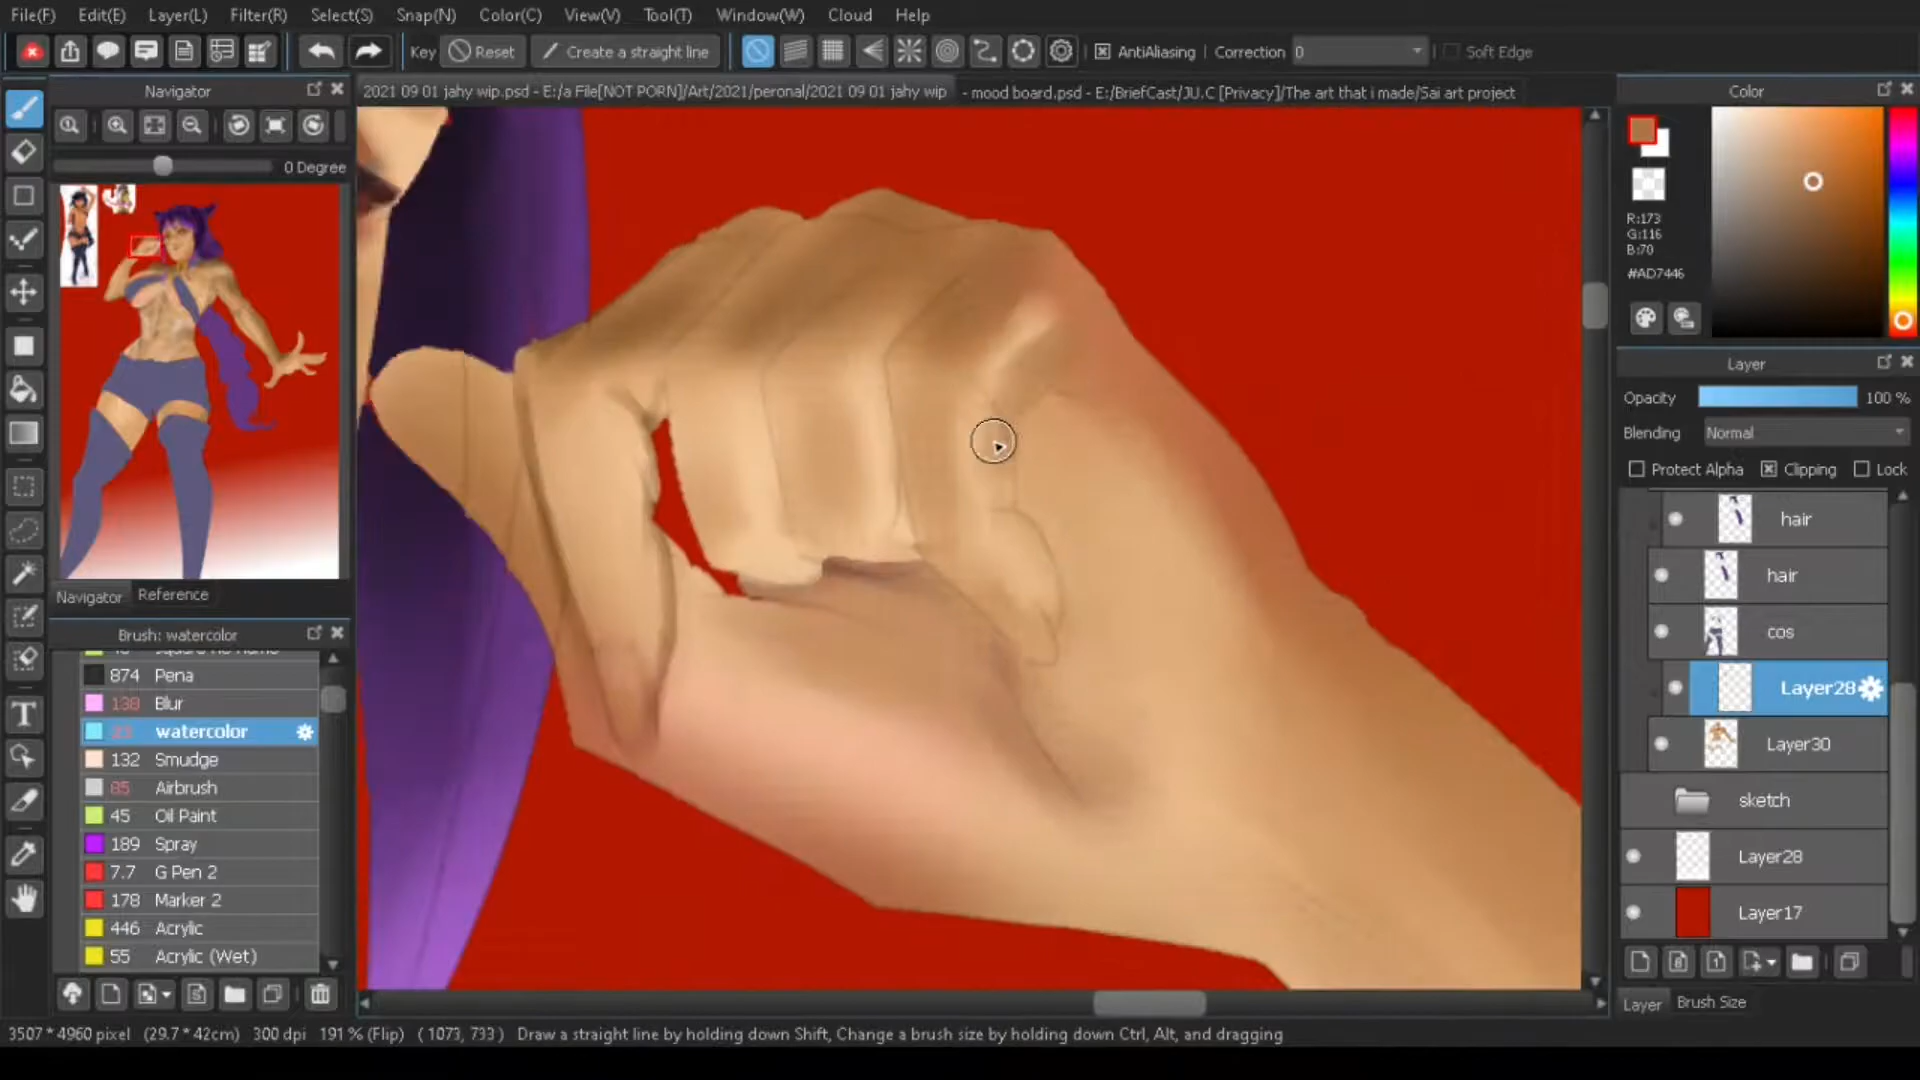 File(F) Edit(E) Layer(L) Filter(R) Select(S) Snap(N) Color(C) View(V) Tool(T) Window(W) Cloud Help
Key Reset Create a straight line AntiAliasing Correction 0 Soft Edge
Navigator
2021 09 01 jahy wip.psd - E:/a File[NOT PORN]/Art/2021/peronal/2021 09 01 jahy wip
- mood board.psd - E:/BriefCast/JU.C [Privacy]/The art that i made/Sai art project
0 Degree
Navigator Reference
Brush: watercolor
874 Pena
138 Blur
watercolor
132 Smudge
85 Airbrush
45 Oil Paint
189 Spray
7.7 G Pen 2
178 Marker 2
446 Acrylic
55 Acrylic (Wet)
Color
R:173
G:116
B:70
#AD7446
Layer
Opacity 100 %
Blending Normal
Protect Alpha Clipping Lock
hair
hair
cos
Layer28
Layer30
sketch
Layer28
Layer17
Layer Brush Size
3507 * 4960 pixel (29.7 * 42cm) 300 dpi 191 % (Flip) ( 1073, 733 ) Draw a straight line by holding down Shift, Change a brush size by holding down Ctrl, Alt, and dragging